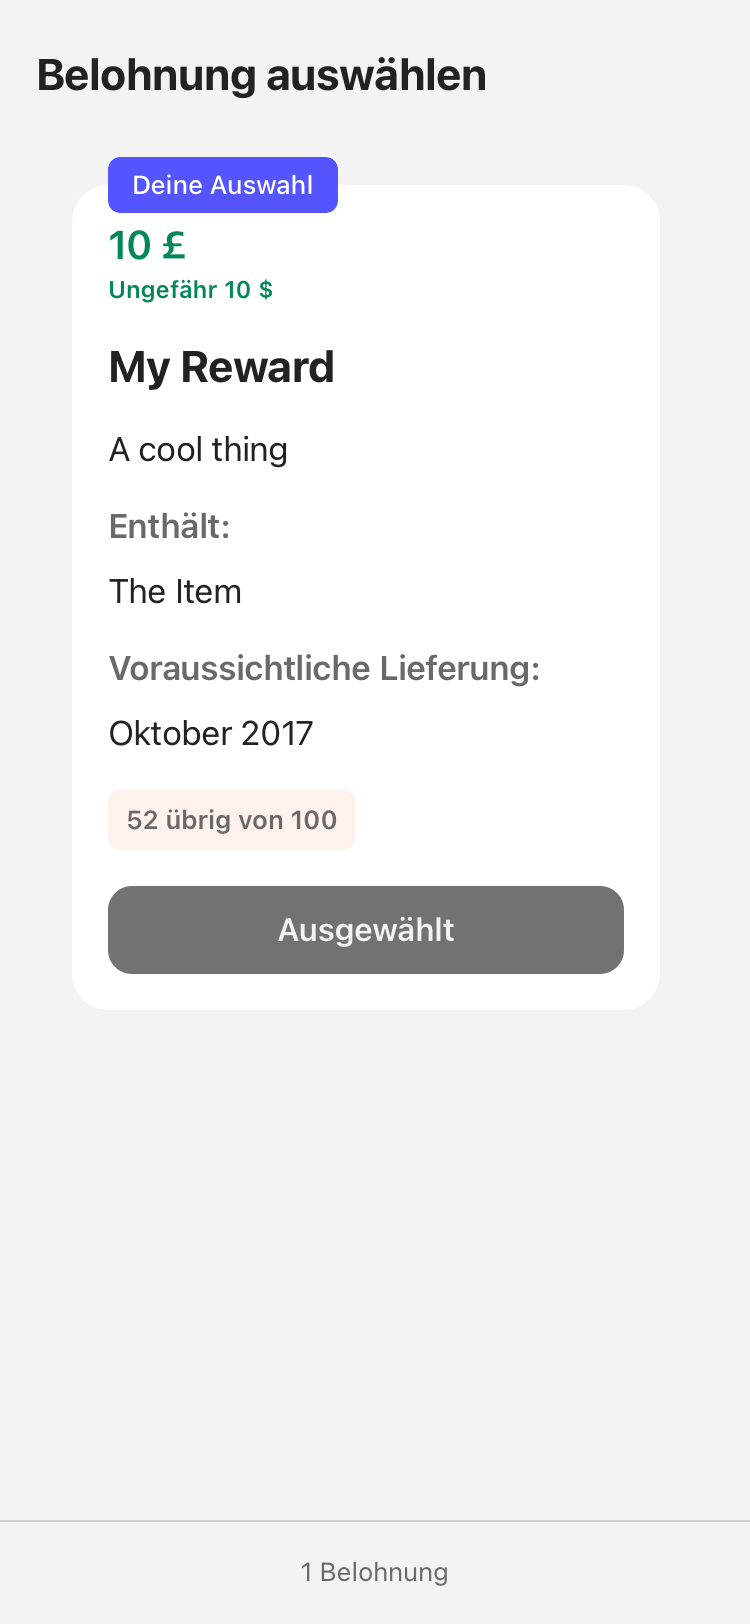 Belohnung auswählen
Deine Auswahl
10 £
Ungefähr 10 $
My Reward
A cool thing
Enthält:
The Item
Voraussichtliche Lieferung:
Oktober 2017
52 übrig von 100
Ausgewählt
1 Belohnung